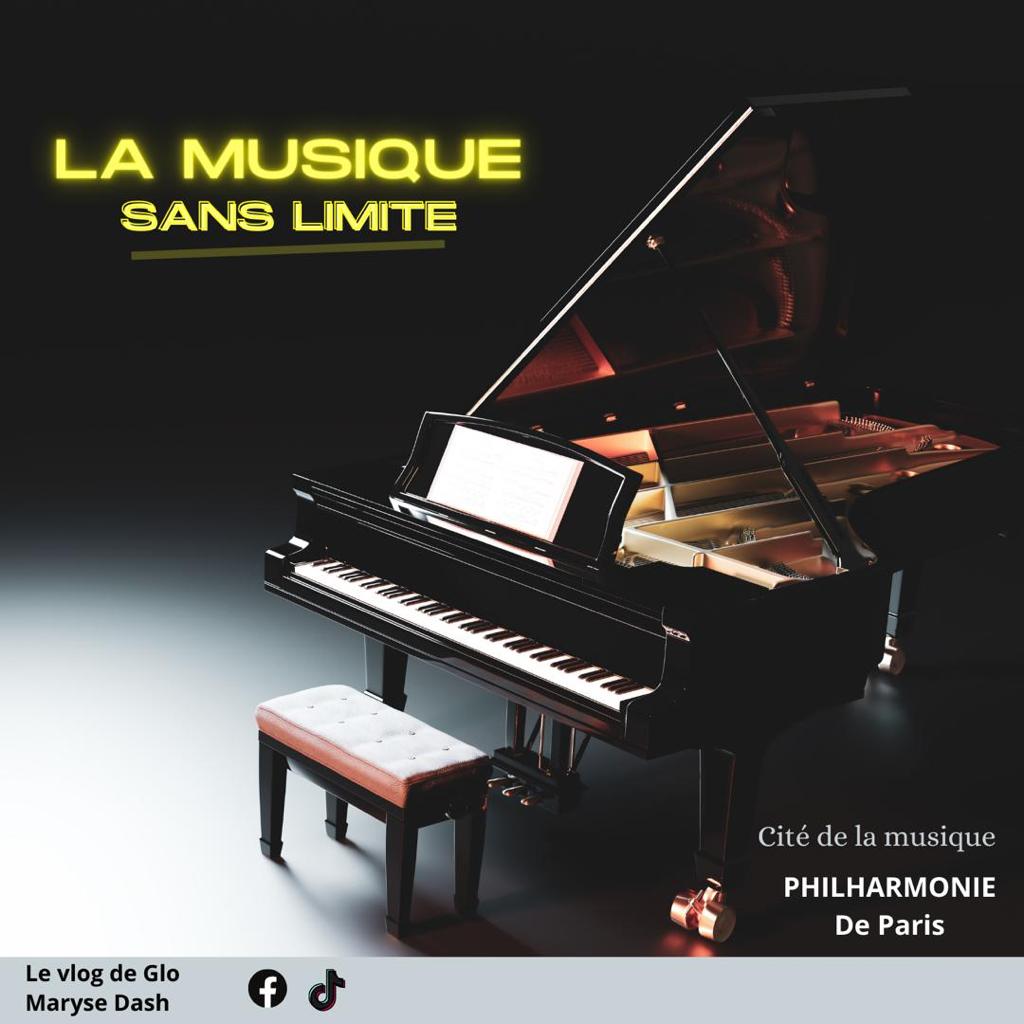 LA MUSIQUE
SANS LIMITE
Cité de la musique
PHILHARMONIE
De Paris
Le vlog de Glo
Maryse Dash